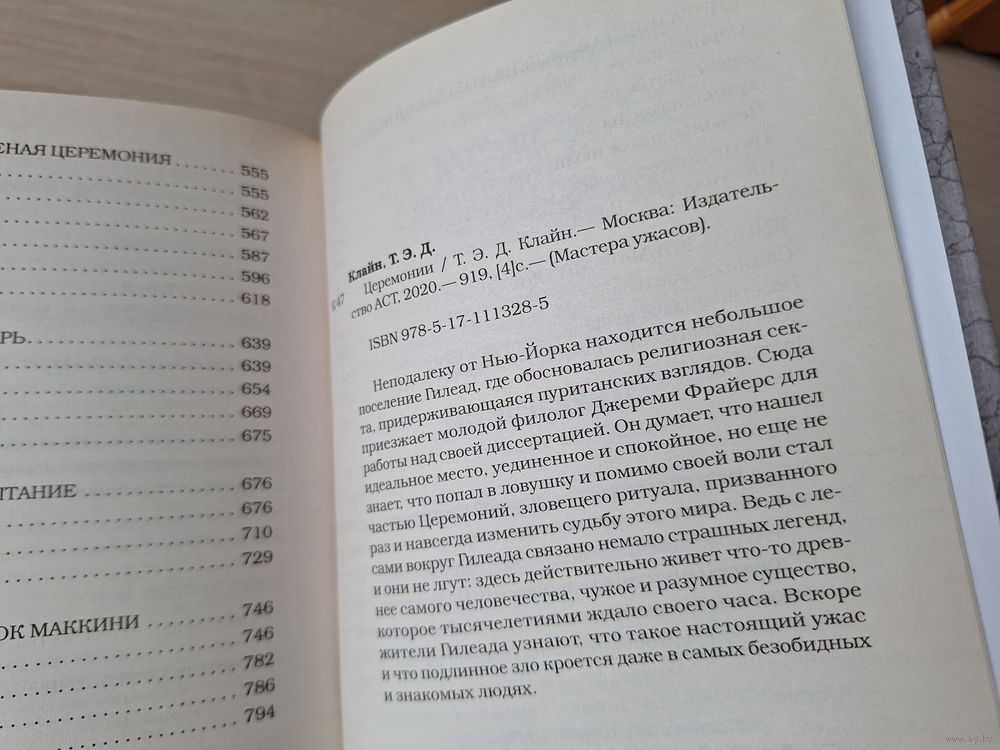 ЕСНАЯ ЦЕРЕМОНИЯ ....... 555
555
562
567
587
596
618
РЬ 639
639
654
669
675
ЫТАНИЕ 676
676
710
729
ОК МАККИНИ 746
746
782
786
794
Клайн, Т. Э. Д.
К47 Церемонии / Т. Э. Д. Клайн.— Москва: Издатель-
ство АСТ, 2020.— 919, [4]с.— (Мастера ужасов).
ISBN 978-5-17-111328-5
Неподалеку от Нью-Йорка находится небольшое
поселение Гилеад, где обосновалась религиозная сек-
та, придерживающаяся пуританских взглядов. Сюда
приезжает молодой филолог Джереми Фрайерс для
работы над своей диссертацией. Он думает, что нашел
идеальное место, уединенное и спокойное, но еще не
знает, что попал в ловушку и помимо своей воли стал
частью Церемоний, зловещего ритуала, призванного
раз и навсегда изменить судьбу этого мира. Ведь с ле-
сами вокруг Гилеада связано немало страшных легенд,
и они не лгут: здесь действительно живет что-то древ-
нее самого человечества, чужое и разумное существо,
которое тысячелетиями ждало своего часа. Вскоре
жители Гилеада узнают, что такое настоящий ужас
и что подлинное зло кроется даже в самых безобидных
и знакомых людях.
www.ay.by